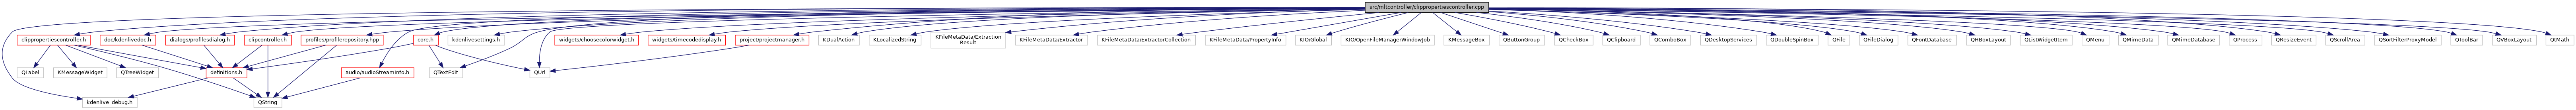 src/mltcontroller/clippropertiescontroller.cpp
clippropertiescontroller.h
doc/kdenlivedoc.h
dialogs/profilesdialog.h
clipcontroller.h
profiles/profilerepository.hpp
core.h
kdenlivesettings.h
widgets/choosecolorwidget.h
widgets/timecodedisplay.h
project/projectmanager.h
KDualAction
KLocalizedString
KFileMetaData/Extraction
Result
KFileMetaData/Extractor
KFileMetaData/ExtractorCollection
KFileMetaData/PropertyInfo
KIO/Global
KIO/OpenFileManagerWindowJob
KMessageBox
QButtonGroup
QCheckBox
QClipboard
QComboBox
QDesktopServices
QDoubleSpinBox
QFile
QFileDialog
QFontDatabase
QHBoxLayout
QListWidgetItem
QMenu
QMimeData
QMimeDatabase
QProcess
QResizeEvent
QScrollArea
QSortFilterProxyModel
QToolBar
QVBoxLayout
QtMath
QLabel
KMessageWidget
QTreeWidget
definitions.h
audio/audioStreamInfo.h
QTextEdit
QUrl
kdenlive_debug.h
QString